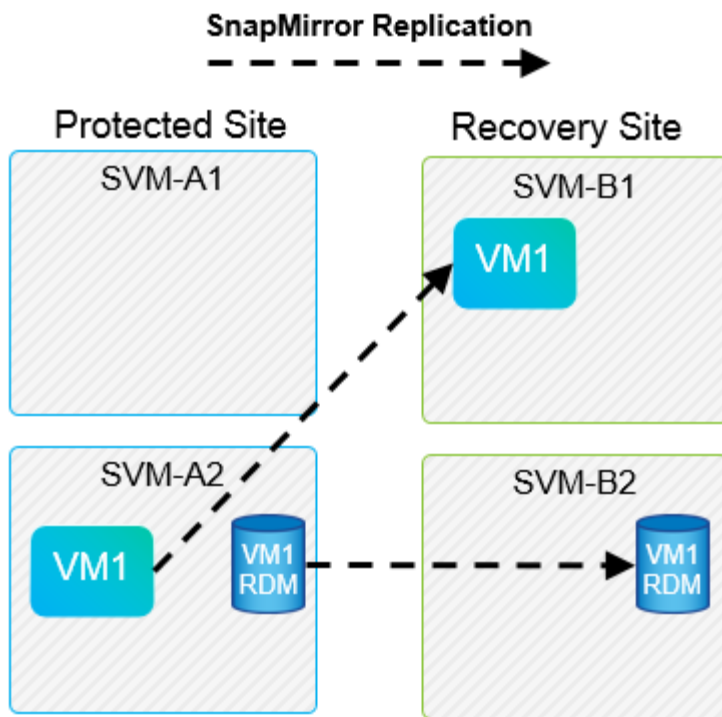 SnapMirror Replication
Protected Site
Recovery Site
SVM-A1
SVM-B1
VM1
SVM-A2
SVM-B2
VM1
VM1
RDM
VM1
RDM